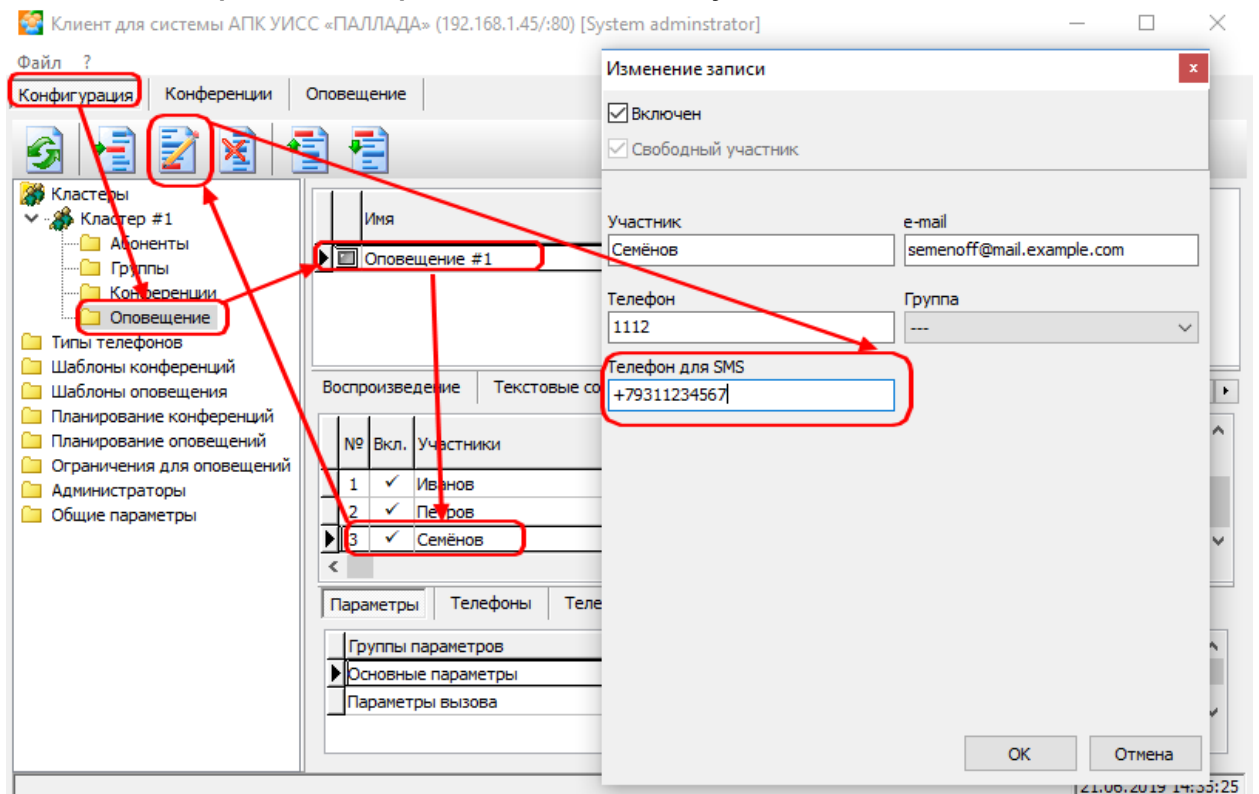 Клиент для системы АПК УИСС «ПАЛЛАДА» (192.168.1.45/:80) [System adminstrator]
Файл ?
Конфигурация Конференции Оповещение
Кластеры
Кластер #1
Абоненты
Группы
Конференции
Оповещение
Типы телефонов
Шаблоны конференций
Шаблоны оповещения
Планирование конференций
Планирование оповещений
Ограничения для оповещений
Администраторы
Общие параметры
Имя
Оповещение #1
Воспроизведение Текстовые со
№ Вкл. Участники
1 ✓ Иванов
2 ✓ Петров
3 ✓ Семёнов
Параметры Телефоны Теле
Группы параметров
Основные параметры
Параметры вызова
Изменение записи
Включен
Свободный участник
Участник e-mail
Семёнов semenoff@mail.example.com
Телефон Группа
1112 ---
Телефон для SMS
+79311234567
OK Отмена
21.06.2019 14:35:25